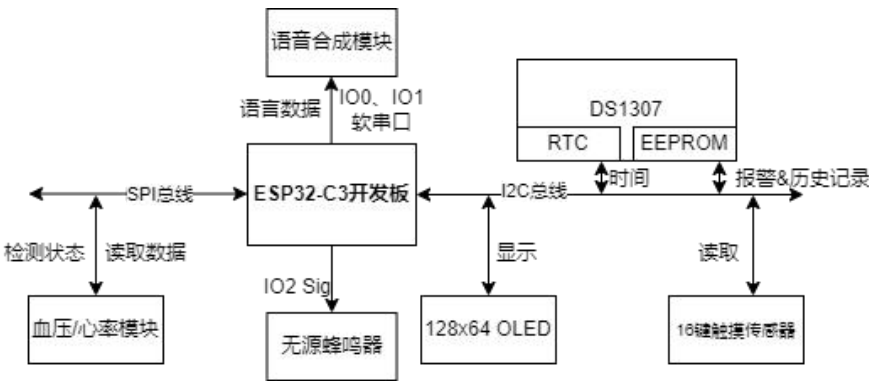 语音合成模块
语言数据
IO0、IO1
软串口
DS1307
RTC
EEPROM
SPI总线
ESP32-C3开发板
I2C总线
时间
报警&历史记录
检测状态
读取数据
显示
读取
IO2 Sig
血压/心率模块
无源蜂鸣器
128x64 OLED
16键触摸传感器